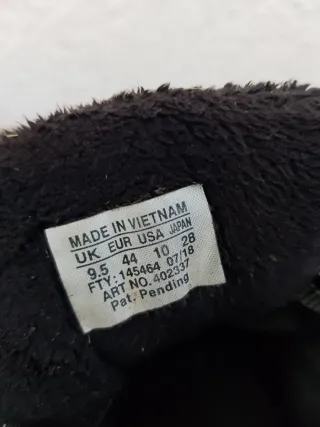 MADE IN VIETNAM
UK EUR USA JAPAN
9.5 44 10 28
FTY: 145464 07/18
ART NO. 402337
Pat. Pending